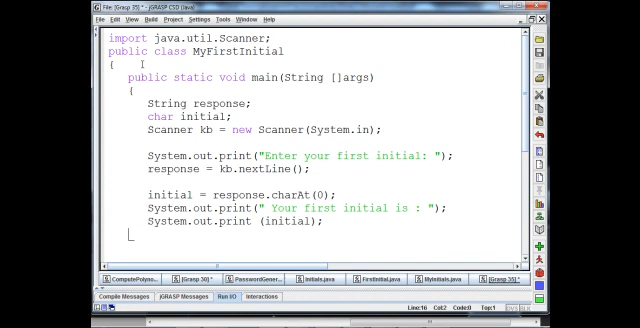 File: [Grasp 35] * - jGRASP CSD (Java)
File Edit View Build Project Settings Tools Window Help
import java.util.Scanner;
public class MyFirstInitial
{
public static void main(String []args)
{
String response;
char initial;
Scanner kb = new Scanner(System.in);
System.out.print("Enter your first initial: ");
response = kb.nextLine();
initial = response.charAt(0);
System.out.print(" Your first initial is : ");
System.out.print (initial);
ComputePolyno... [Grasp 30] * PasswordGener... Initials.java FirstInitial.java MyInitials.java [Grasp 35] *
Compile Messages jGRASP Messages Run I/O Interactions
Line:16 Col:2 Code:0 Top:1 OVS BLK